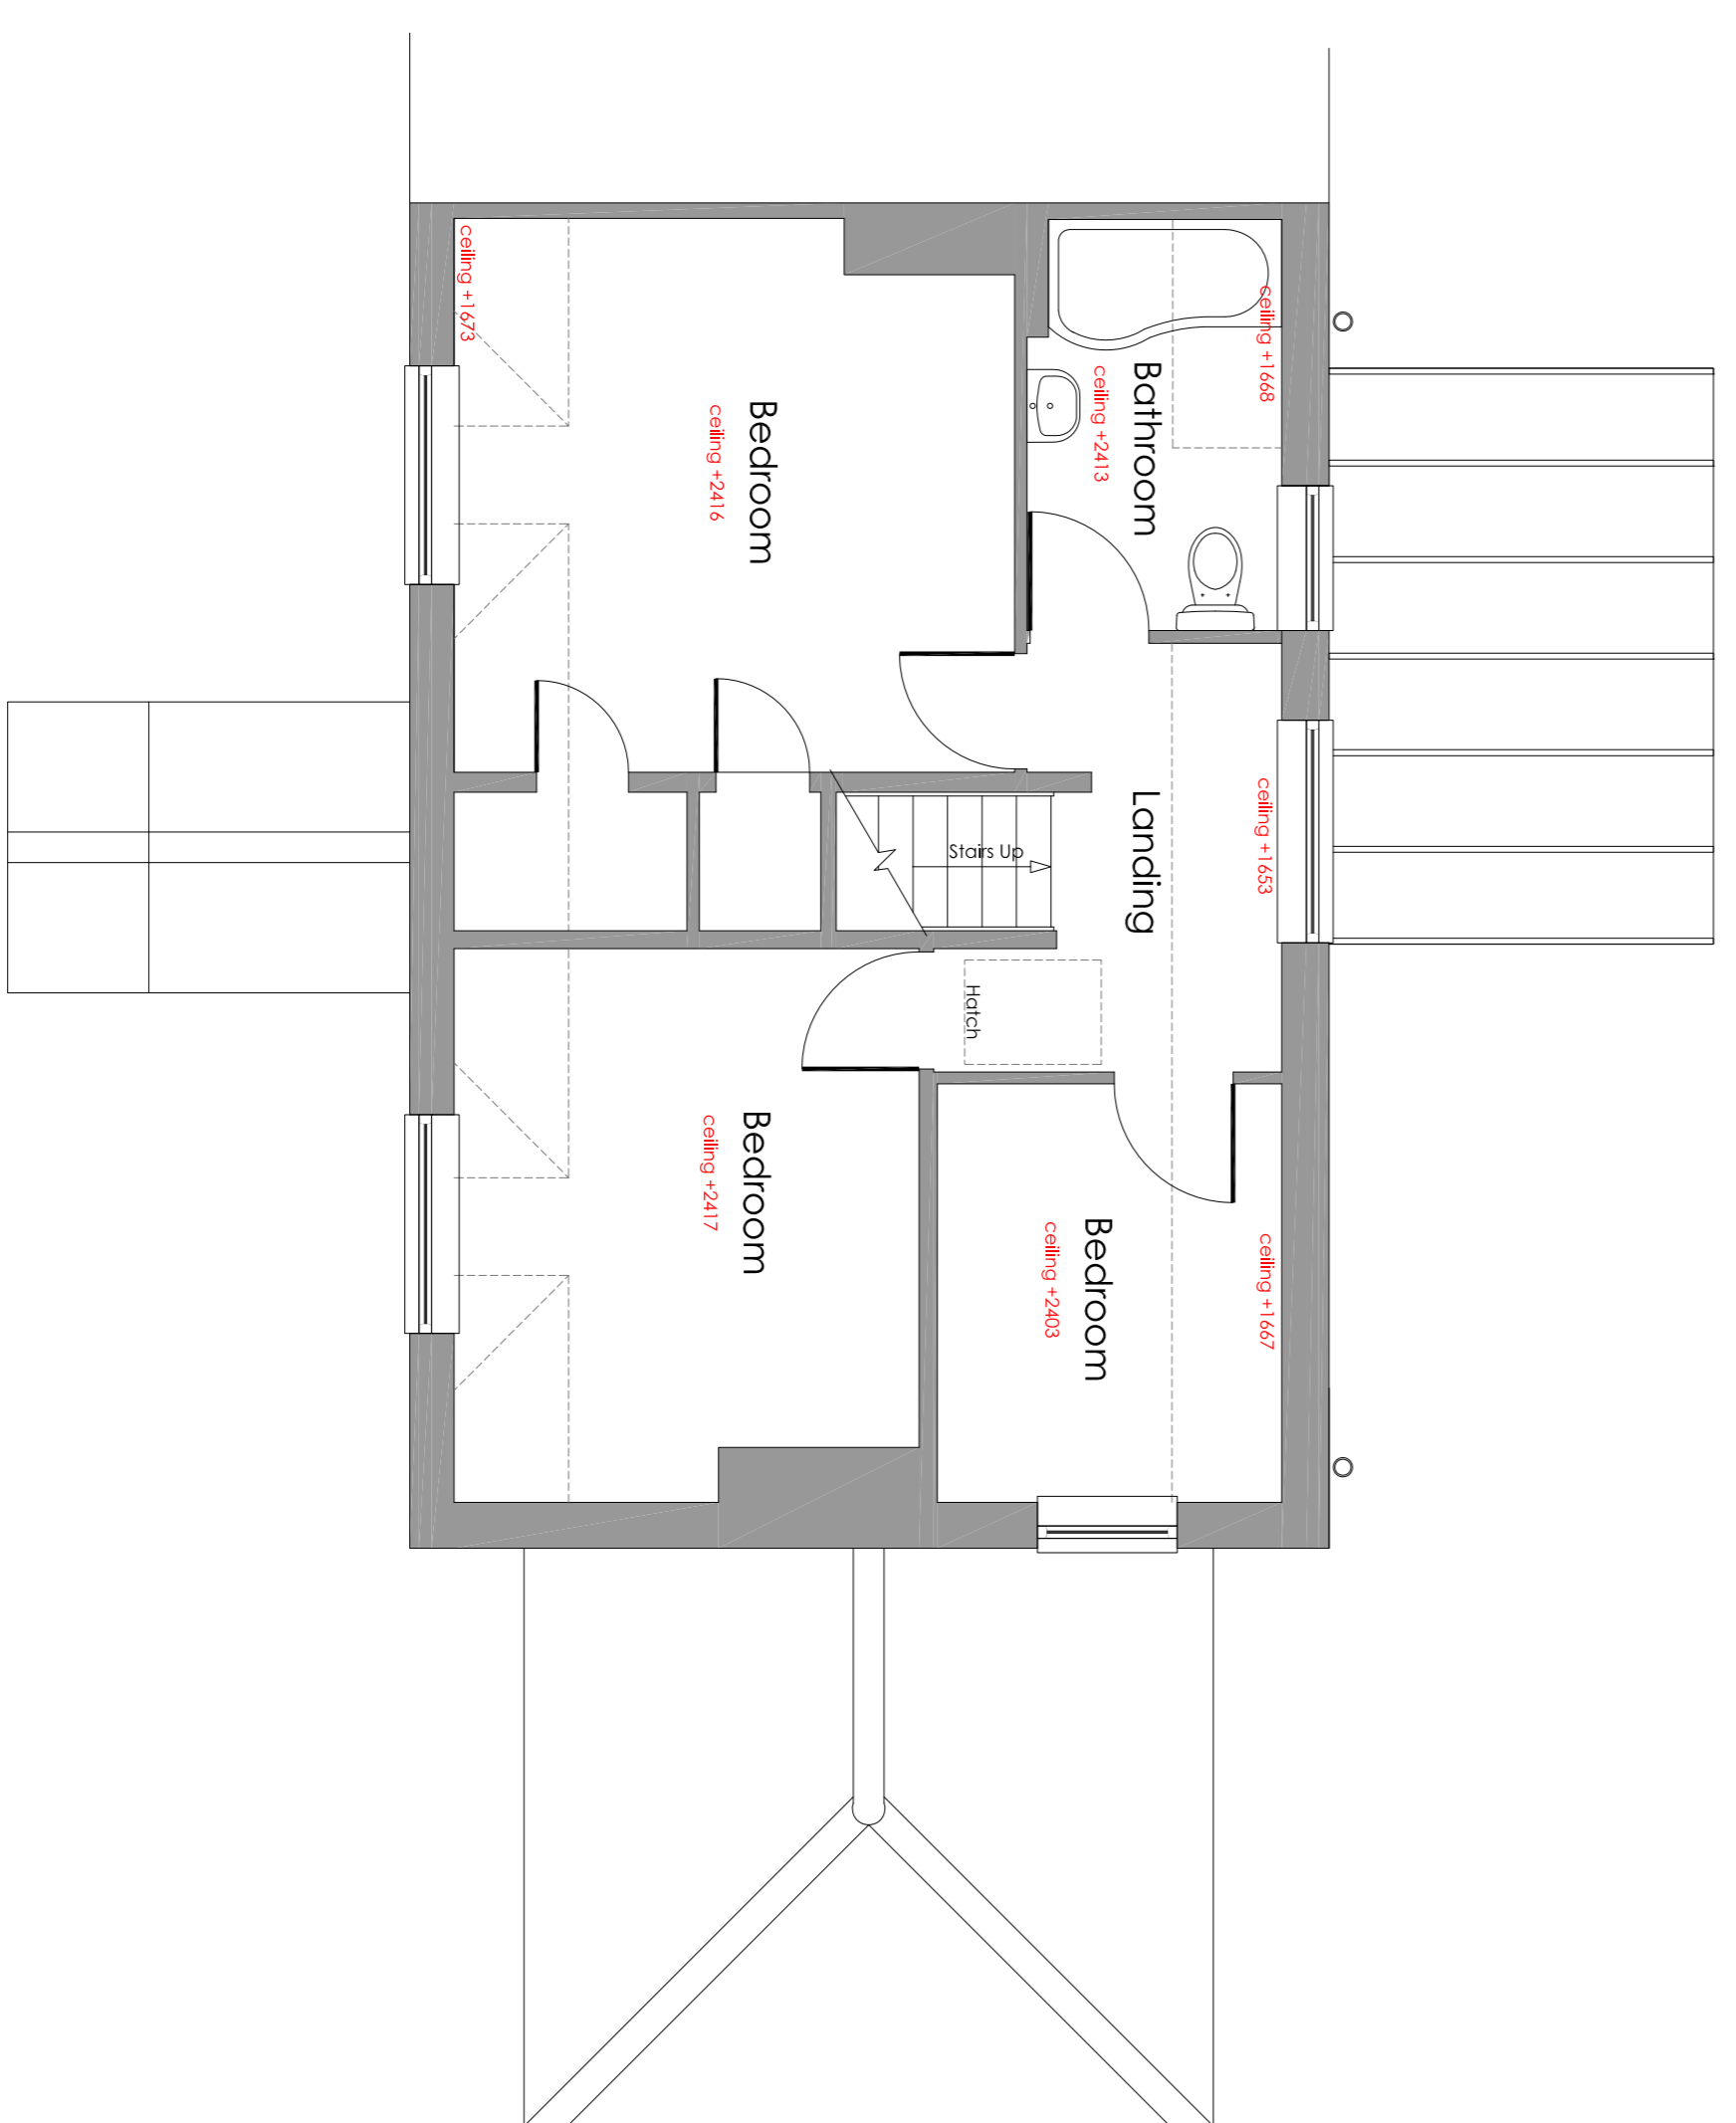 ceiling +1668
Bathroom
ceiling +2413
Bedroom
ceiling +2416
ceiling +1673
ceiling +1653
Landing
Stairs Up
Hatch
ceiling +1667
Bedroom
ceiling +2403
Bedroom
ceiling +2417